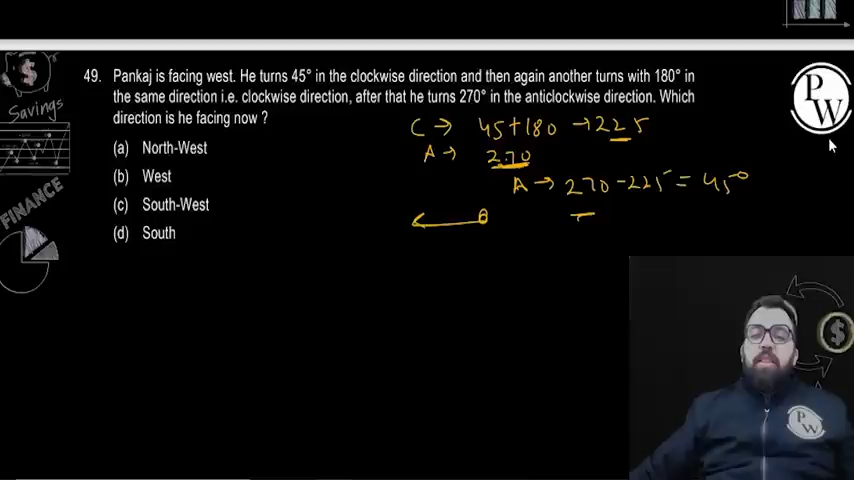 49. Pankaj is facing west. He turns 45° in the clockwise direction and then again another turns with 180° in
the same direction i.e. clockwise direction, after that he turns 270° in the anticlockwise direction. Which
direction is he facing now ?
C → 45+180 → 225
(a) North-West
A → 270
(b) West
A → 270-225 = 45°
(c) South-West
(d) South
Savings
FINANCE
$
PW
$
PW